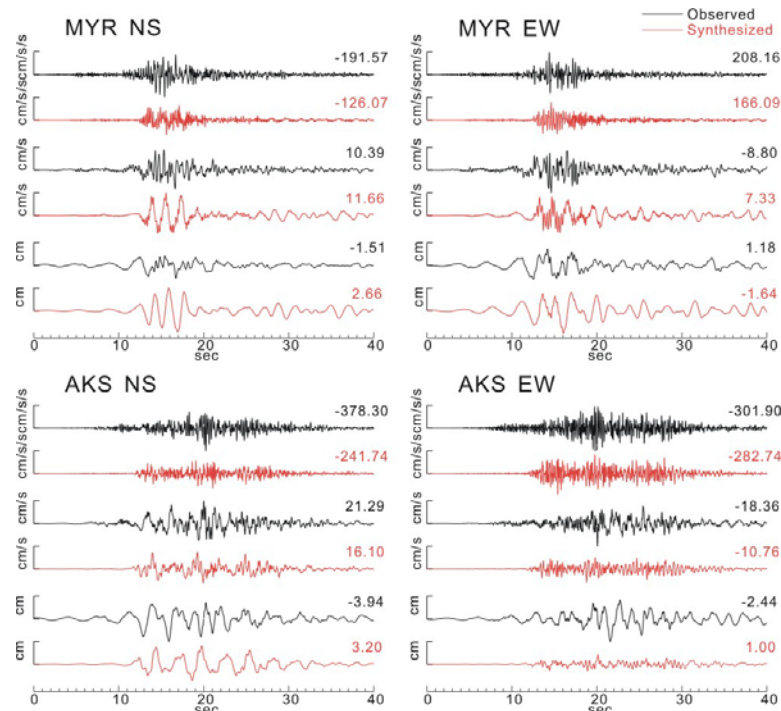 MYR NS
MYR EW
Observed
Synthesized
cm/s/s
-191.57
cm/s/s
-126.07
cm/s
10.39
cm/s
11.66
cm
-1.51
cm
2.66
0 10 20 30 40
sec
cm/s/s
208.16
cm/s/s
166.09
cm/s
-8.80
cm/s
7.33
cm
1.18
cm
-1.64
0 10 20 30 40
sec
AKS NS
cm/s/s
-378.30
cm/s/s
-241.74
cm/s
21.29
cm/s
16.10
cm
-3.94
cm
3.20
0 10 20 30 40
sec
AKS EW
cm/s/s
-301.90
cm/s/s
-282.74
cm/s
-18.36
cm/s
-10.76
cm
-2.44
cm
1.00
0 10 20 30 40
sec